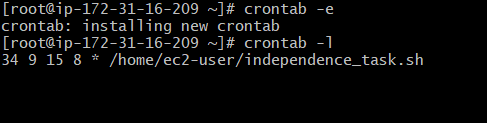 [root@ip-172-31-16-209 ~]# crontab -e
crontab: installing new crontab
[root@ip-172-31-16-209 ~]# crontab -l
34 9 15 8 * /home/ec2-user/independence_task.sh